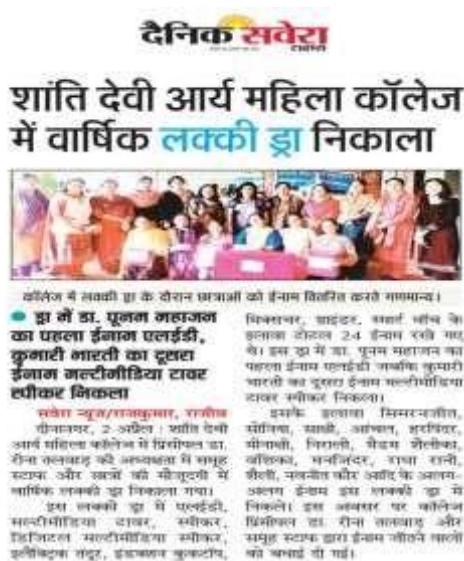 दैनिक सवेरा
टाइम्स
शांति देवी आर्य महिला कॉलेज
में वार्षिक लक्की ड्रा निकाला
कॉलेज में लक्की ड्रा के दौरान छात्राओं को ईनाम वितरित करते गणमान्य।
ड्रा में डा. पूनम महाजन
का पहला ईनाम एलईडी,
कुमारी भारती का दूसरा
ईनाम मल्टीमीडिया टावर
स्पीकर निकला
सवेरा न्यूज/राजकुमार, राजीव
दीनानगर, 2 अप्रैल : शांति देवी
आर्य महिला कॉलेज में प्रिंसीपल डा.
रीना तलवाड़ की अध्यक्षता में समूह
स्टाफ और छात्रों की मौजूदगी में
वार्षिक लक्की ड्रा निकाला गया।
इस लक्की ड्रा में एलईडी,
मल्टीमीडिया टावर, स्पीकर,
डिजिटल मल्टीमीडिया स्पीकर,
इलैक्ट्रिक तंदूर, इंडक्शन कुकटॉप,
मिक्सचर, ग्राइंडर, स्मार्ट वॉच के
इलावा टोटल 24 ईनाम रखे गए
थे। इस ड्रा में डा. पूनम महाजन का
पहला ईनाम एलईडी जबकि कुमारी
भारती का दूसरा ईनाम मल्टीमीडिया
टावर स्पीकर निकला।
इसके इलावा सिमरनजीत,
सोनिया, साक्षी, आंचल, हरप्रिंदर,
मीनाक्षी, निराली, मैडम शैलीका,
वंशिका, मनजिंदर, राधा रानी,
शैली, नवनीत कौर आदि के अलग-
अलग ईनाम इस लक्की ड्रा में
निकले। इस अवसर पर कॉलेज
प्रिंसीपल डा. रीना तलवाड़ और
समूह स्टाफ द्वारा ईनाम जीतने वालों
को बधाई दी गई।